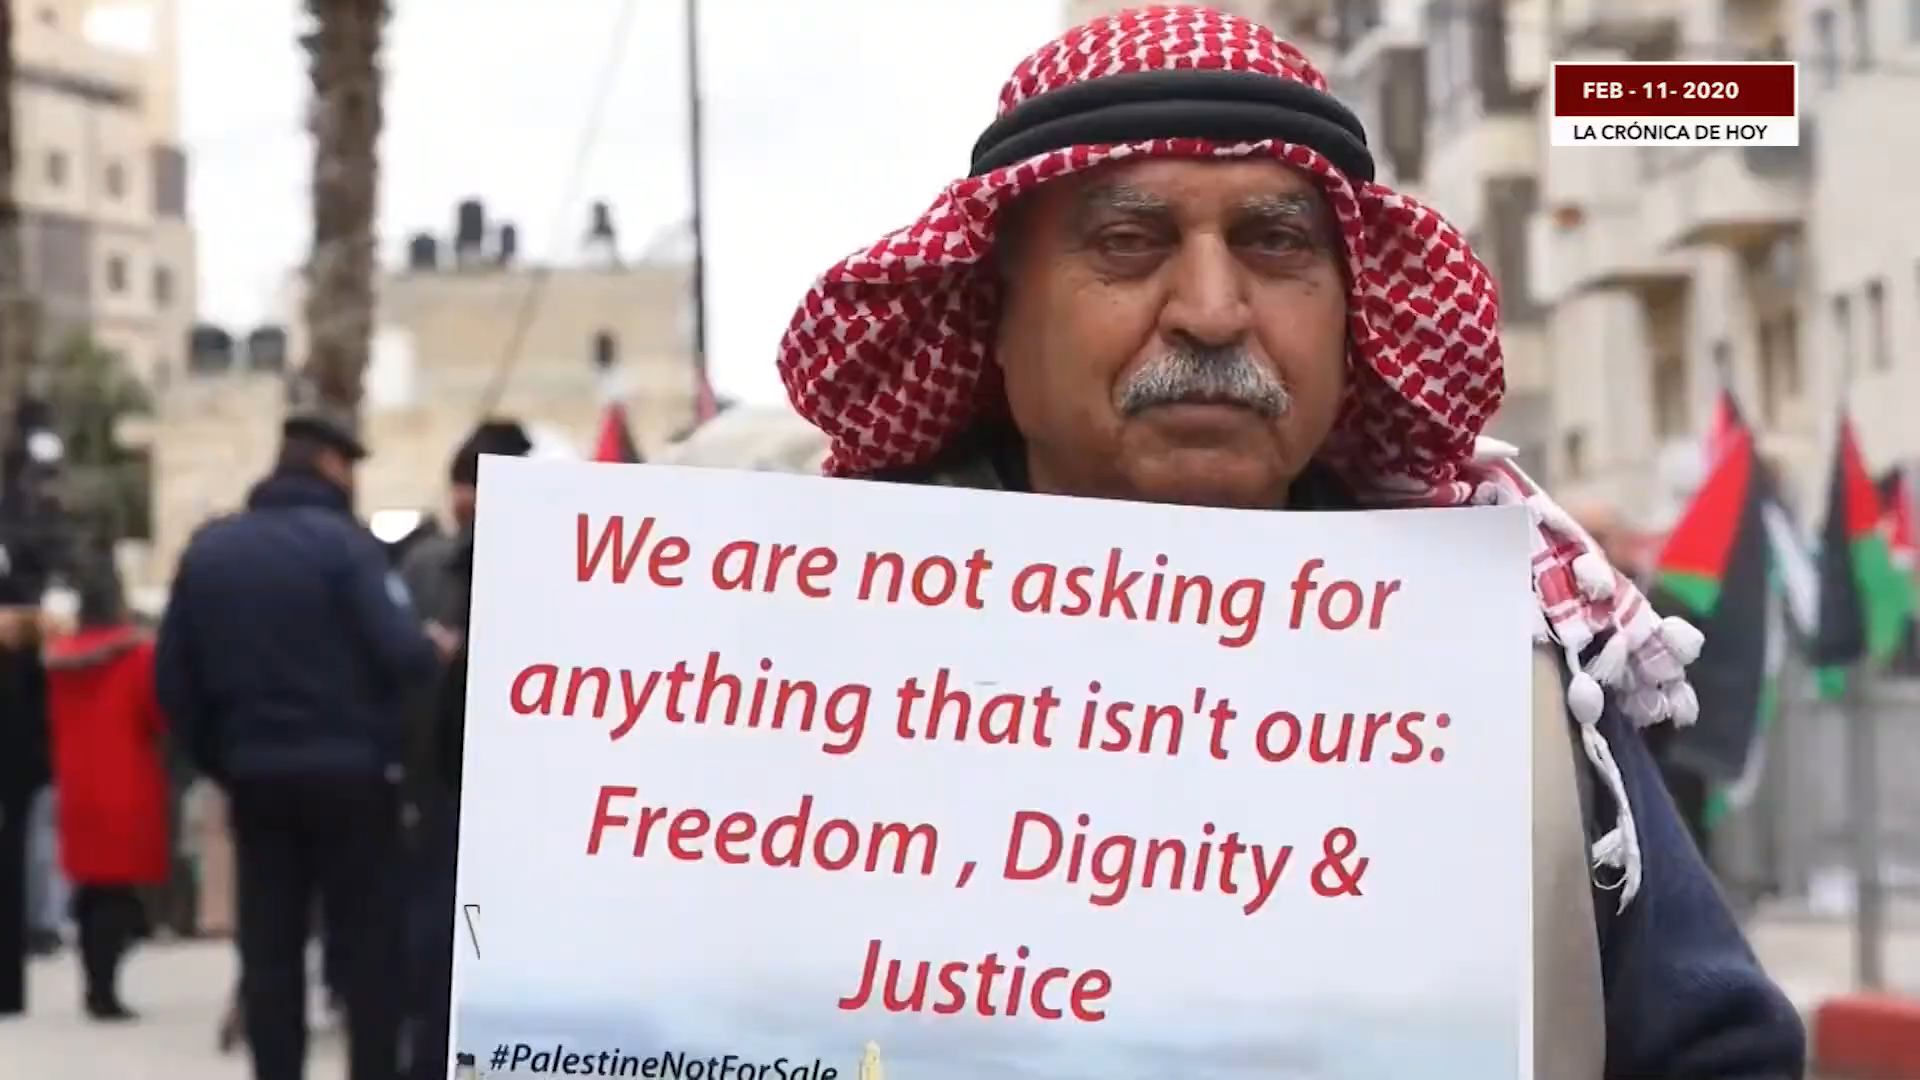 FEB - 11- 2020
LA CRÓNICA DE HOY
We are not asking for
anything that isn't ours:
Freedom , Dignity &
Justice
#PalestineNotForSale